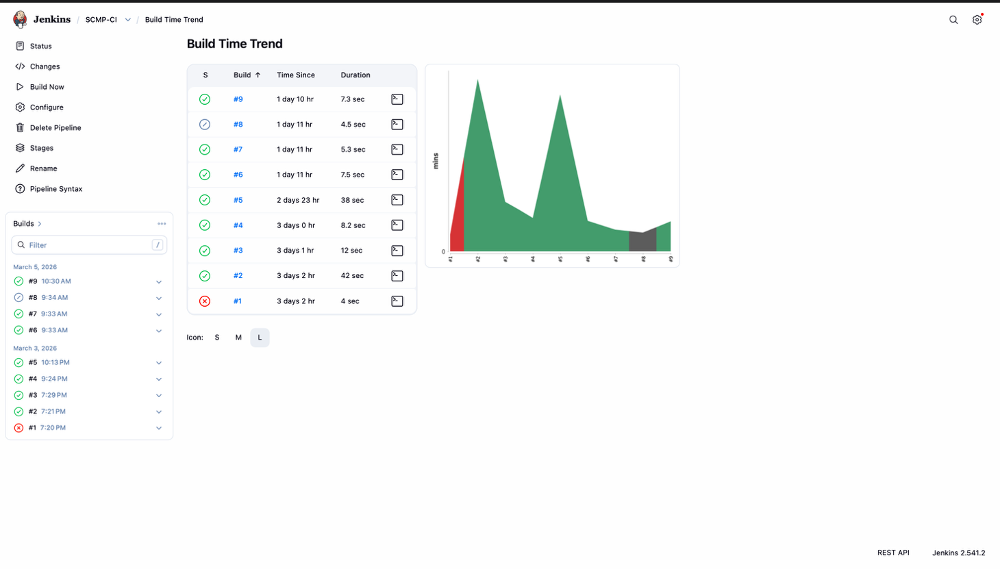 Jenkins / SCMP-CI / Build Time Trend
Status
Changes
Build Now
Configure
Delete Pipeline
Stages
Rename
Pipeline Syntax
Builds
Filter /
March 5, 2026
#9 10:30 AM
#8 9:34 AM
#7 9:33 AM
#6 9:33 AM
March 3, 2026
#5 10:13 PM
#4 9:24 PM
#3 7:29 PM
#2 7:21 PM
#1 7:20 PM
Build Time Trend
S Build ↑ Time Since Duration
#9 1 day 10 hr 7.3 sec
#8 1 day 11 hr 4.5 sec
#7 1 day 11 hr 5.3 sec
#6 1 day 11 hr 7.5 sec
#5 2 days 23 hr 38 sec
#4 3 days 0 hr 8.2 sec
#3 3 days 1 hr 12 sec
#2 3 days 2 hr 42 sec
#1 3 days 2 hr 4 sec
Icon: S M L
mins
0
#1 #2 #3 #4 #5 #6 #7 #8 #9
REST API Jenkins 2.541.2